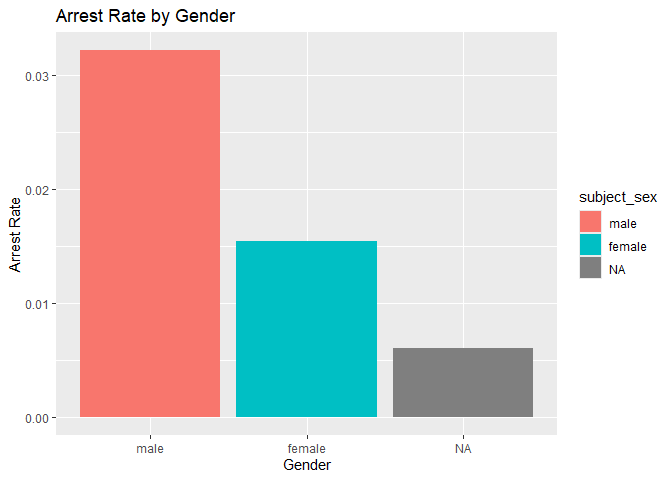 Arrest Rate by Gender
0.03
0.02
0.01
0.00
Arrest Rate
male
female
NA
Gender
subject_sex
male
female
NA